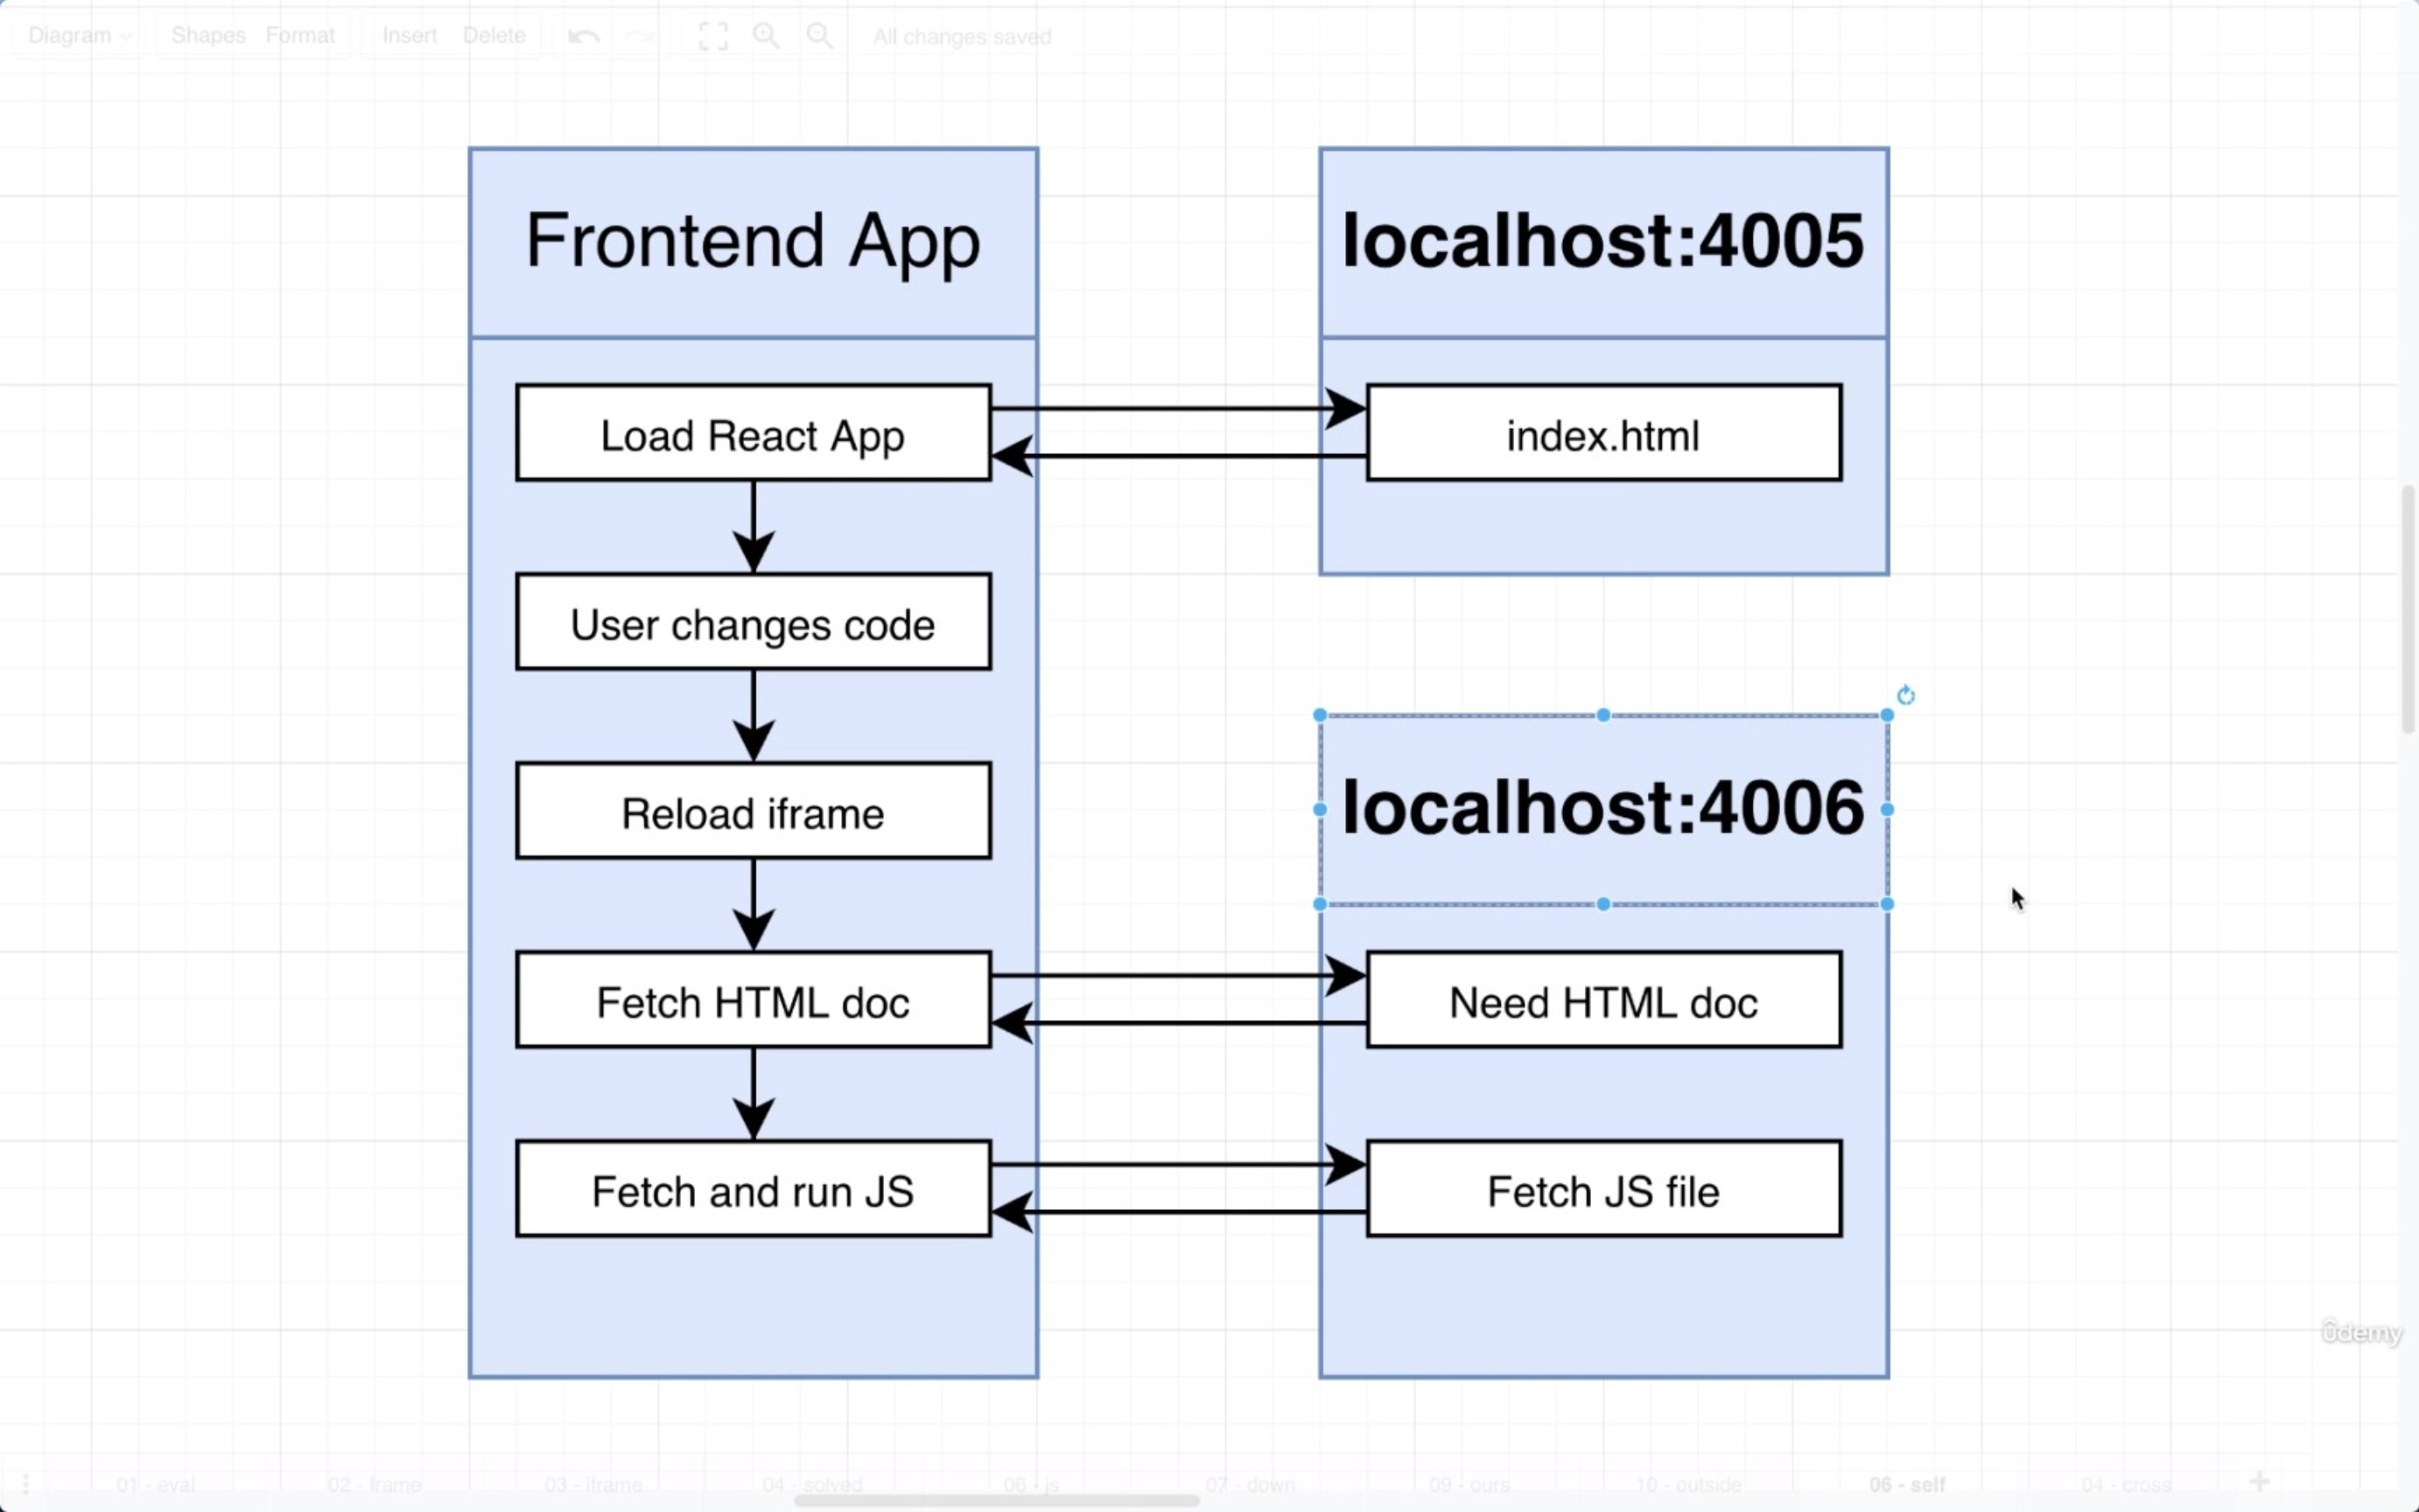 Diagram Shapes Format Insert Delete All changes saved
Frontend App
localhost:4005
Load React App
index.html
User changes code
Reload iframe
localhost:4006
Fetch HTML doc
Need HTML doc
Fetch and run JS
Fetch JS file
ûdemy
01 - eval 02 - frame 03 - iframe 04 - solved 06 - js 07 - down 09 - ours 10 - outside 06 - self 04 - cross